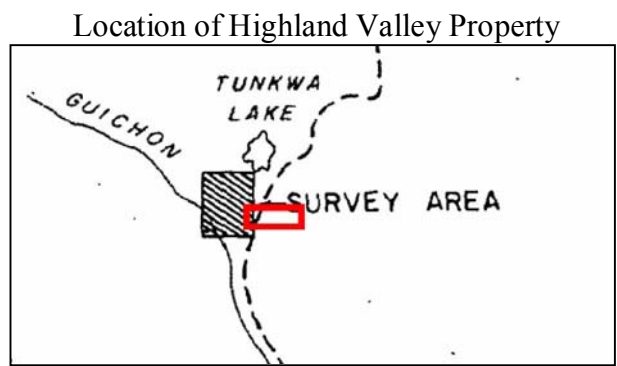 Location of Highland Valley Property
TUNKWA
LAKE
GUICHON
SURVEY AREA